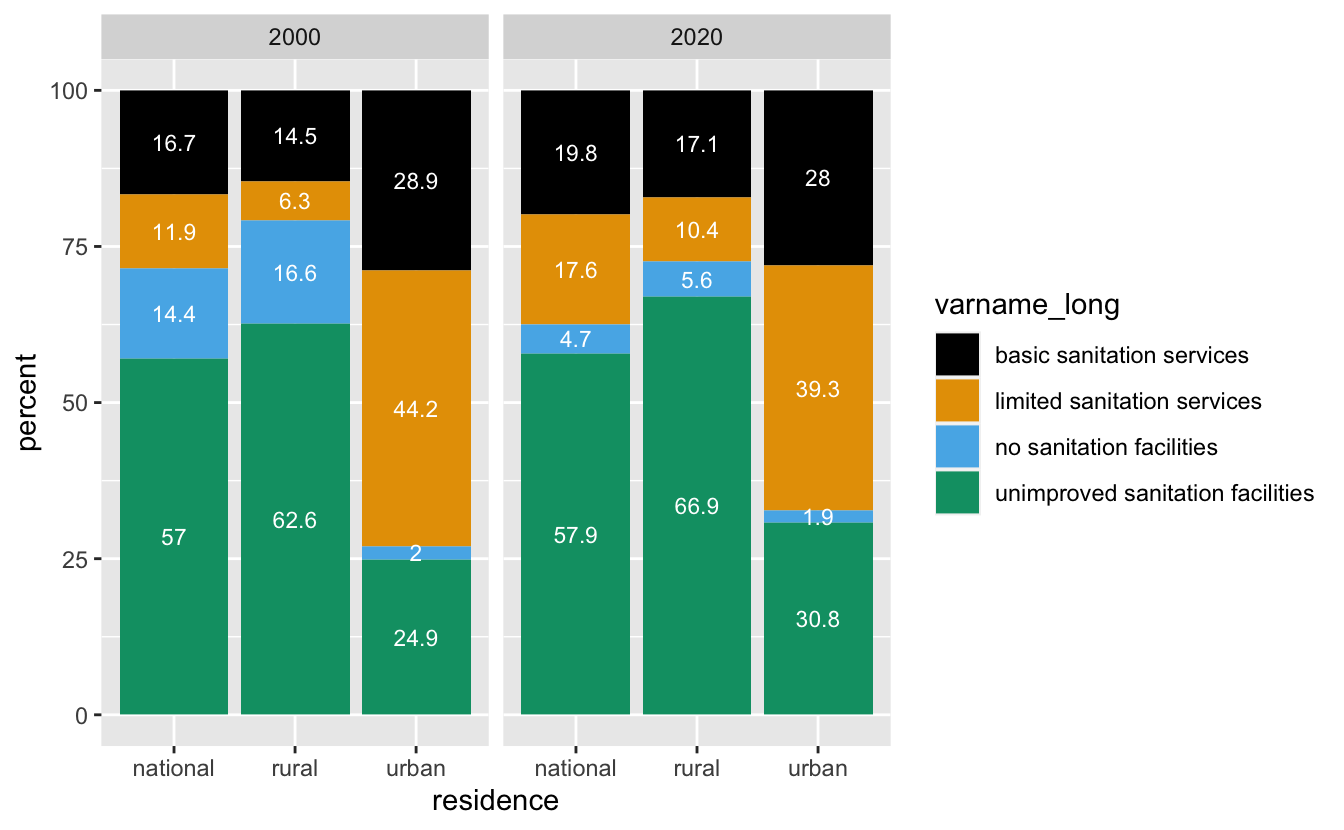 2000
2020
100
75
50
25
0
percent
16.7
14.5
28.9
11.9
6.3
44.2
14.4
16.6
2
57
62.6
24.9
19.8
17.1
28
17.6
10.4
39.3
4.7
5.6
1.9
57.9
66.9
30.8
national
rural
urban
national
rural
urban
residence
varname_long
basic sanitation services
limited sanitation services
no sanitation facilities
unimproved sanitation facilities